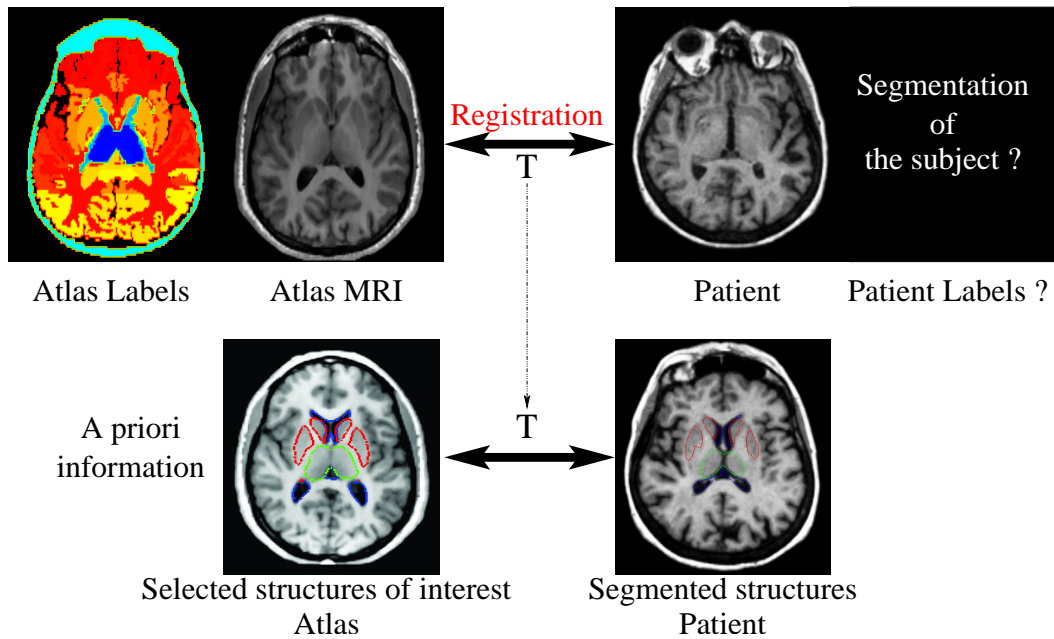 Registration
T
Segmentation
of
the subject ?
Atlas Labels
Atlas MRI
Patient
Patient Labels ?
A priori
information
T
Selected structures of interest
Atlas
Segmented structures
Patient